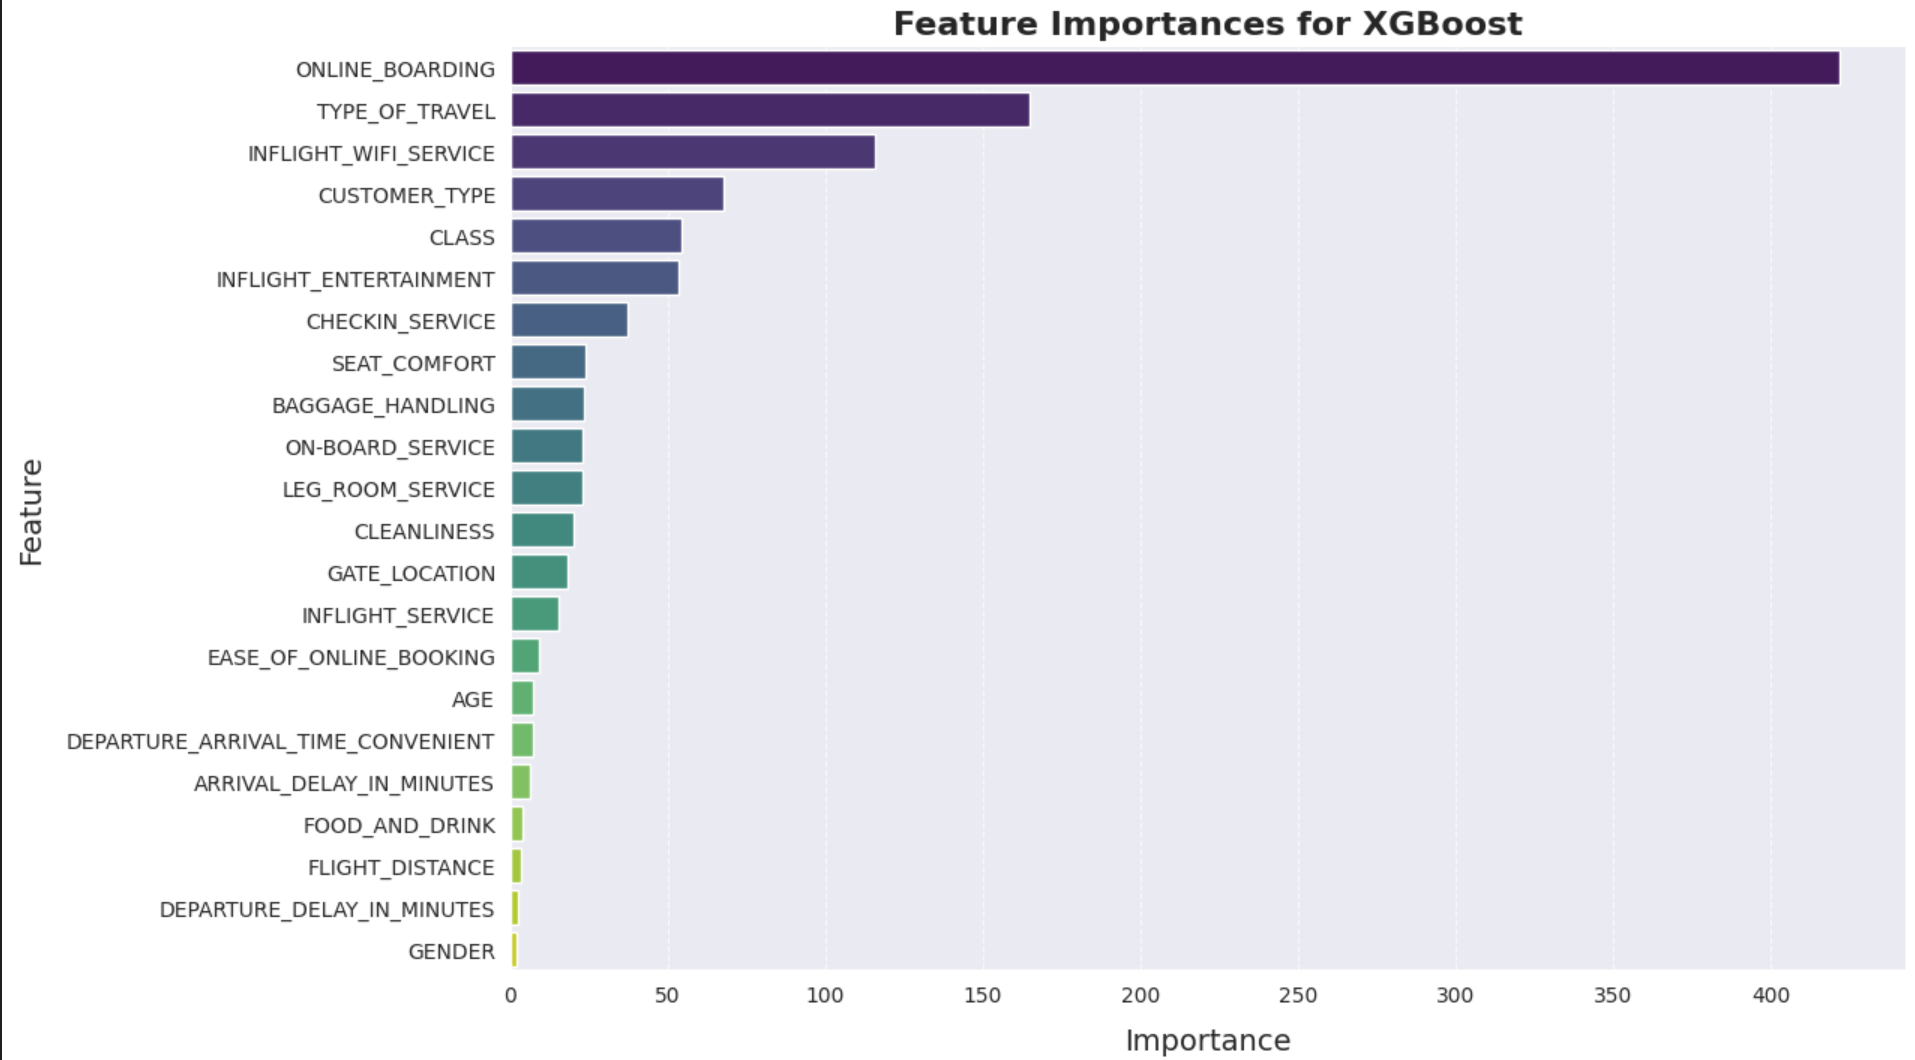 Feature Importances for XGBoost
ONLINE_BOARDING
TYPE_OF_TRAVEL
INFLIGHT_WIFI_SERVICE
CUSTOMER_TYPE
CLASS
INFLIGHT_ENTERTAINMENT
CHECKIN_SERVICE
SEAT_COMFORT
BAGGAGE_HANDLING
ON-BOARD_SERVICE
LEG_ROOM_SERVICE
CLEANLINESS
GATE_LOCATION
INFLIGHT_SERVICE
EASE_OF_ONLINE_BOOKING
AGE
DEPARTURE_ARRIVAL_TIME_CONVENIENT
ARRIVAL_DELAY_IN_MINUTES
FOOD_AND_DRINK
FLIGHT_DISTANCE
DEPARTURE_DELAY_IN_MINUTES
GENDER
Feature
0 50 100 150 200 250 300 350 400
Importance